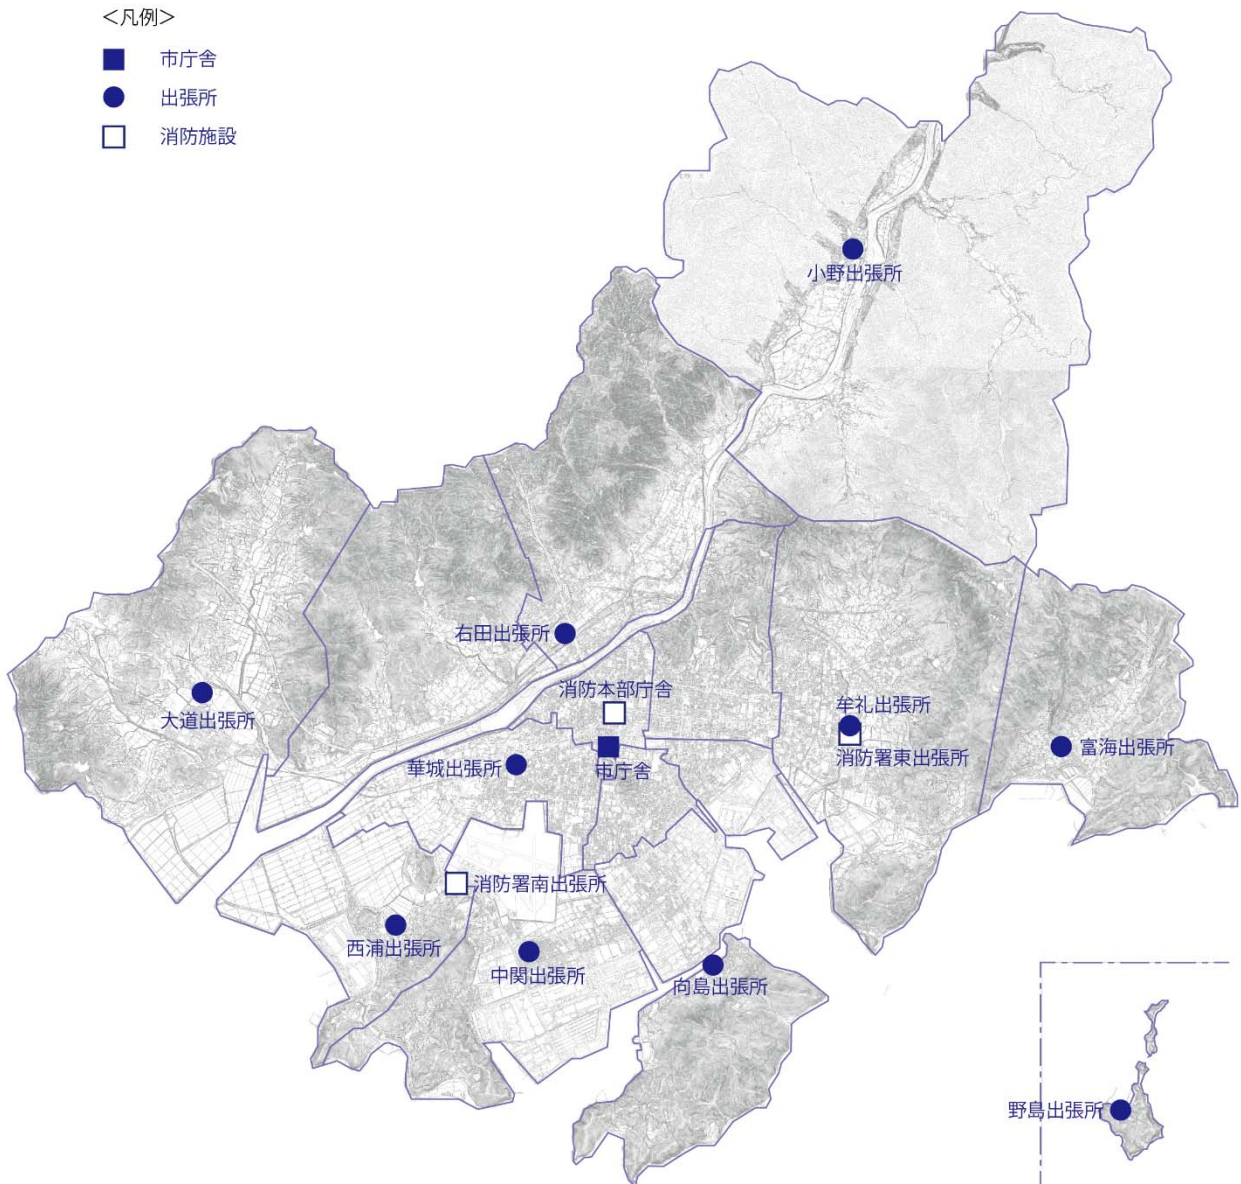 <凡例>
市庁舎
出張所
消防施設
小野出張所
右田出張所
消防本部庁舎
大道出張所
牟礼出張所
消防署東出張所
富海出張所
華城出張所
市庁舎
消防署南出張所
西浦出張所
中関出張所
向島出張所
野島出張所